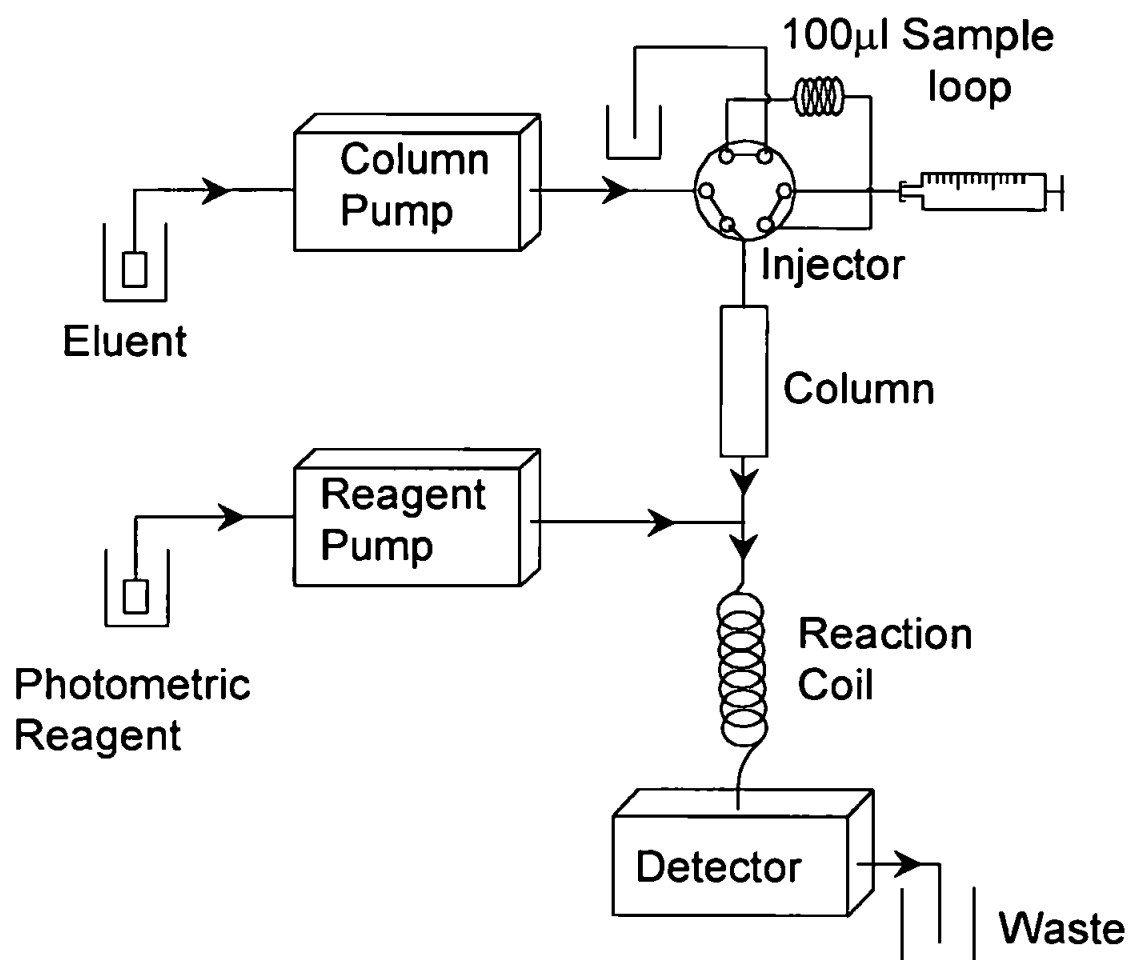 100μl Sample
loop
Column
Pump
Injector
Eluent
Column
Reagent
Pump
Reaction
Coil
Photometric
Reagent
Detector
Waste